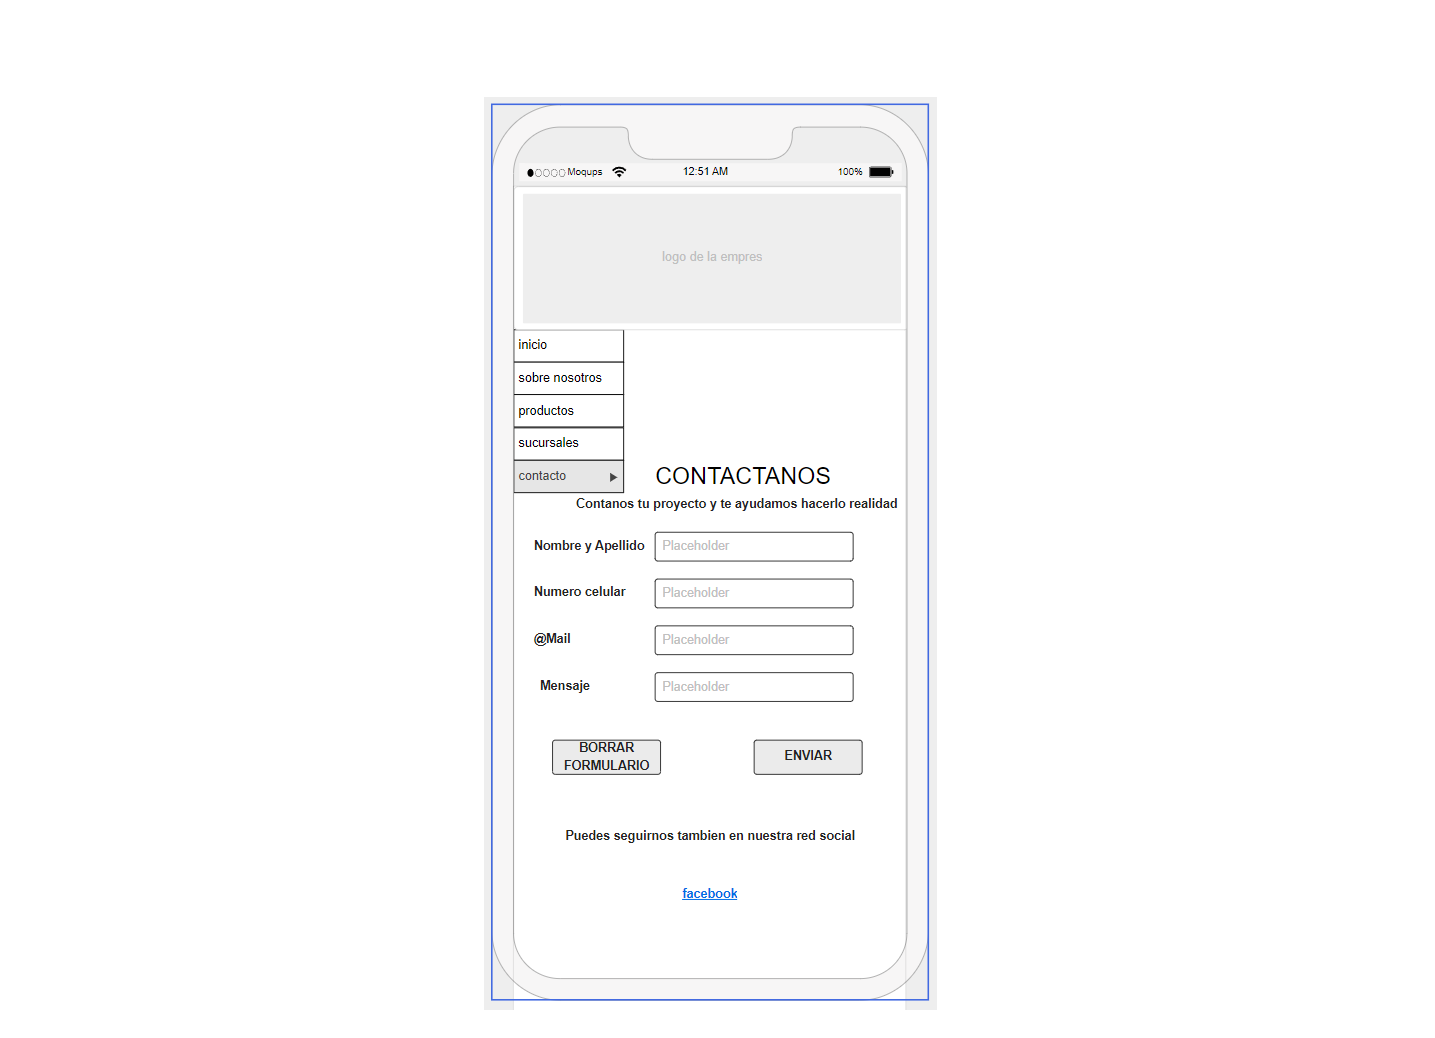 Moqups 12:51 AM 100%
logo de la empres
inicio
sobre nosotros
productos
sucursales
contacto
CONTACTANOS
Contanos tu proyecto y te ayudamos hacerlo realidad
Nombre y Apellido Placeholder
Numero celular Placeholder
@Mail Placeholder
Mensaje Placeholder
BORRAR
FORMULARIO
ENVIAR
Puedes seguirnos tambien en nuestra red social
facebook